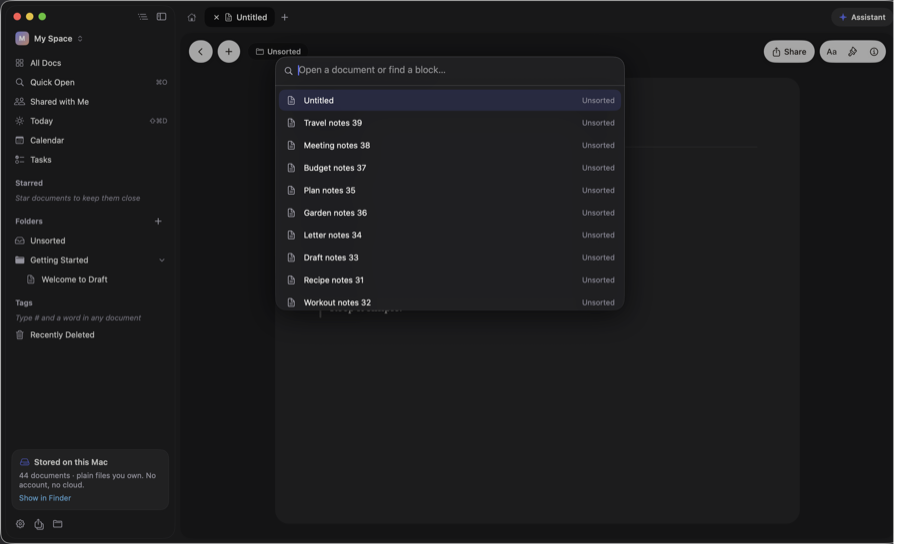 Untitled
Assistant
M My Space
All Docs
Quick Open ⌘O
Shared with Me
Today ⇧⌘D
Calendar
Tasks
Starred
Star documents to keep them close
Folders
Unsorted
Getting Started
Welcome to Draft
Tags
Type # and a word in any document
Recently Deleted
Stored on this Mac
44 documents · plain files you own. No
account, no cloud.
Show in Finder
Unsorted
Share
Aa
Open a document or find a block...
Untitled Unsorted
Travel notes 39 Unsorted
Meeting notes 38 Unsorted
Budget notes 37 Unsorted
Plan notes 35 Unsorted
Garden notes 36 Unsorted
Letter notes 34 Unsorted
Draft notes 33 Unsorted
Recipe notes 31 Unsorted
Workout notes 32 Unsorted